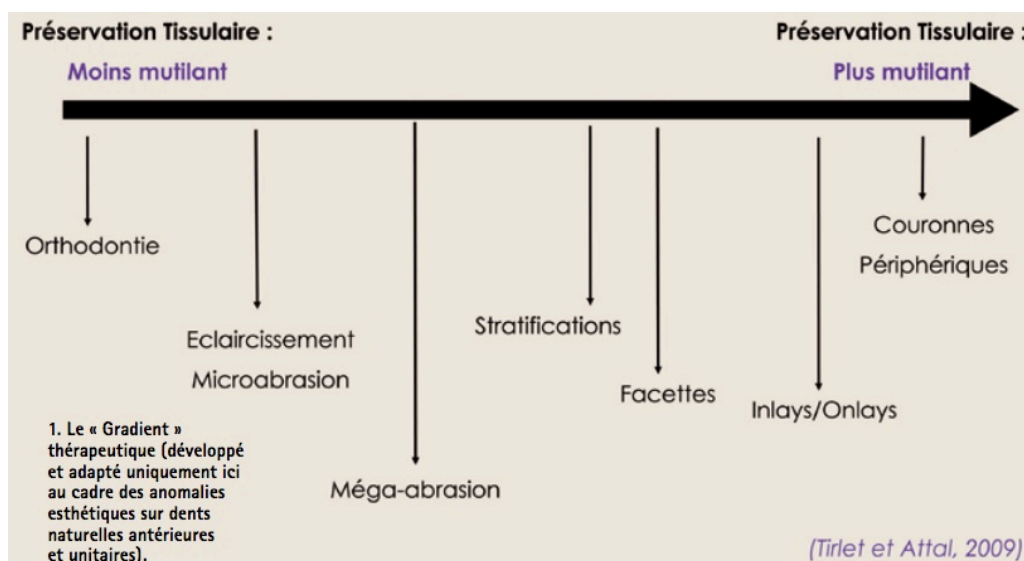 Préservation Tissulaire :
Moins mutilant
Préservation Tissulaire :
Plus mutilant
Orthodontie
Eclaircissement
Microabrasion
Méga-abrasion
Stratifications
Facettes
Inlays/Onlays
Couronnes
Périphériques
1. Le « Gradient »
thérapeutique (développé
et adapté uniquement ici
au cadre des anomalies
esthétiques sur dents
naturelles antérieures
et unitaires).
(Tirlet et Attal, 2009)